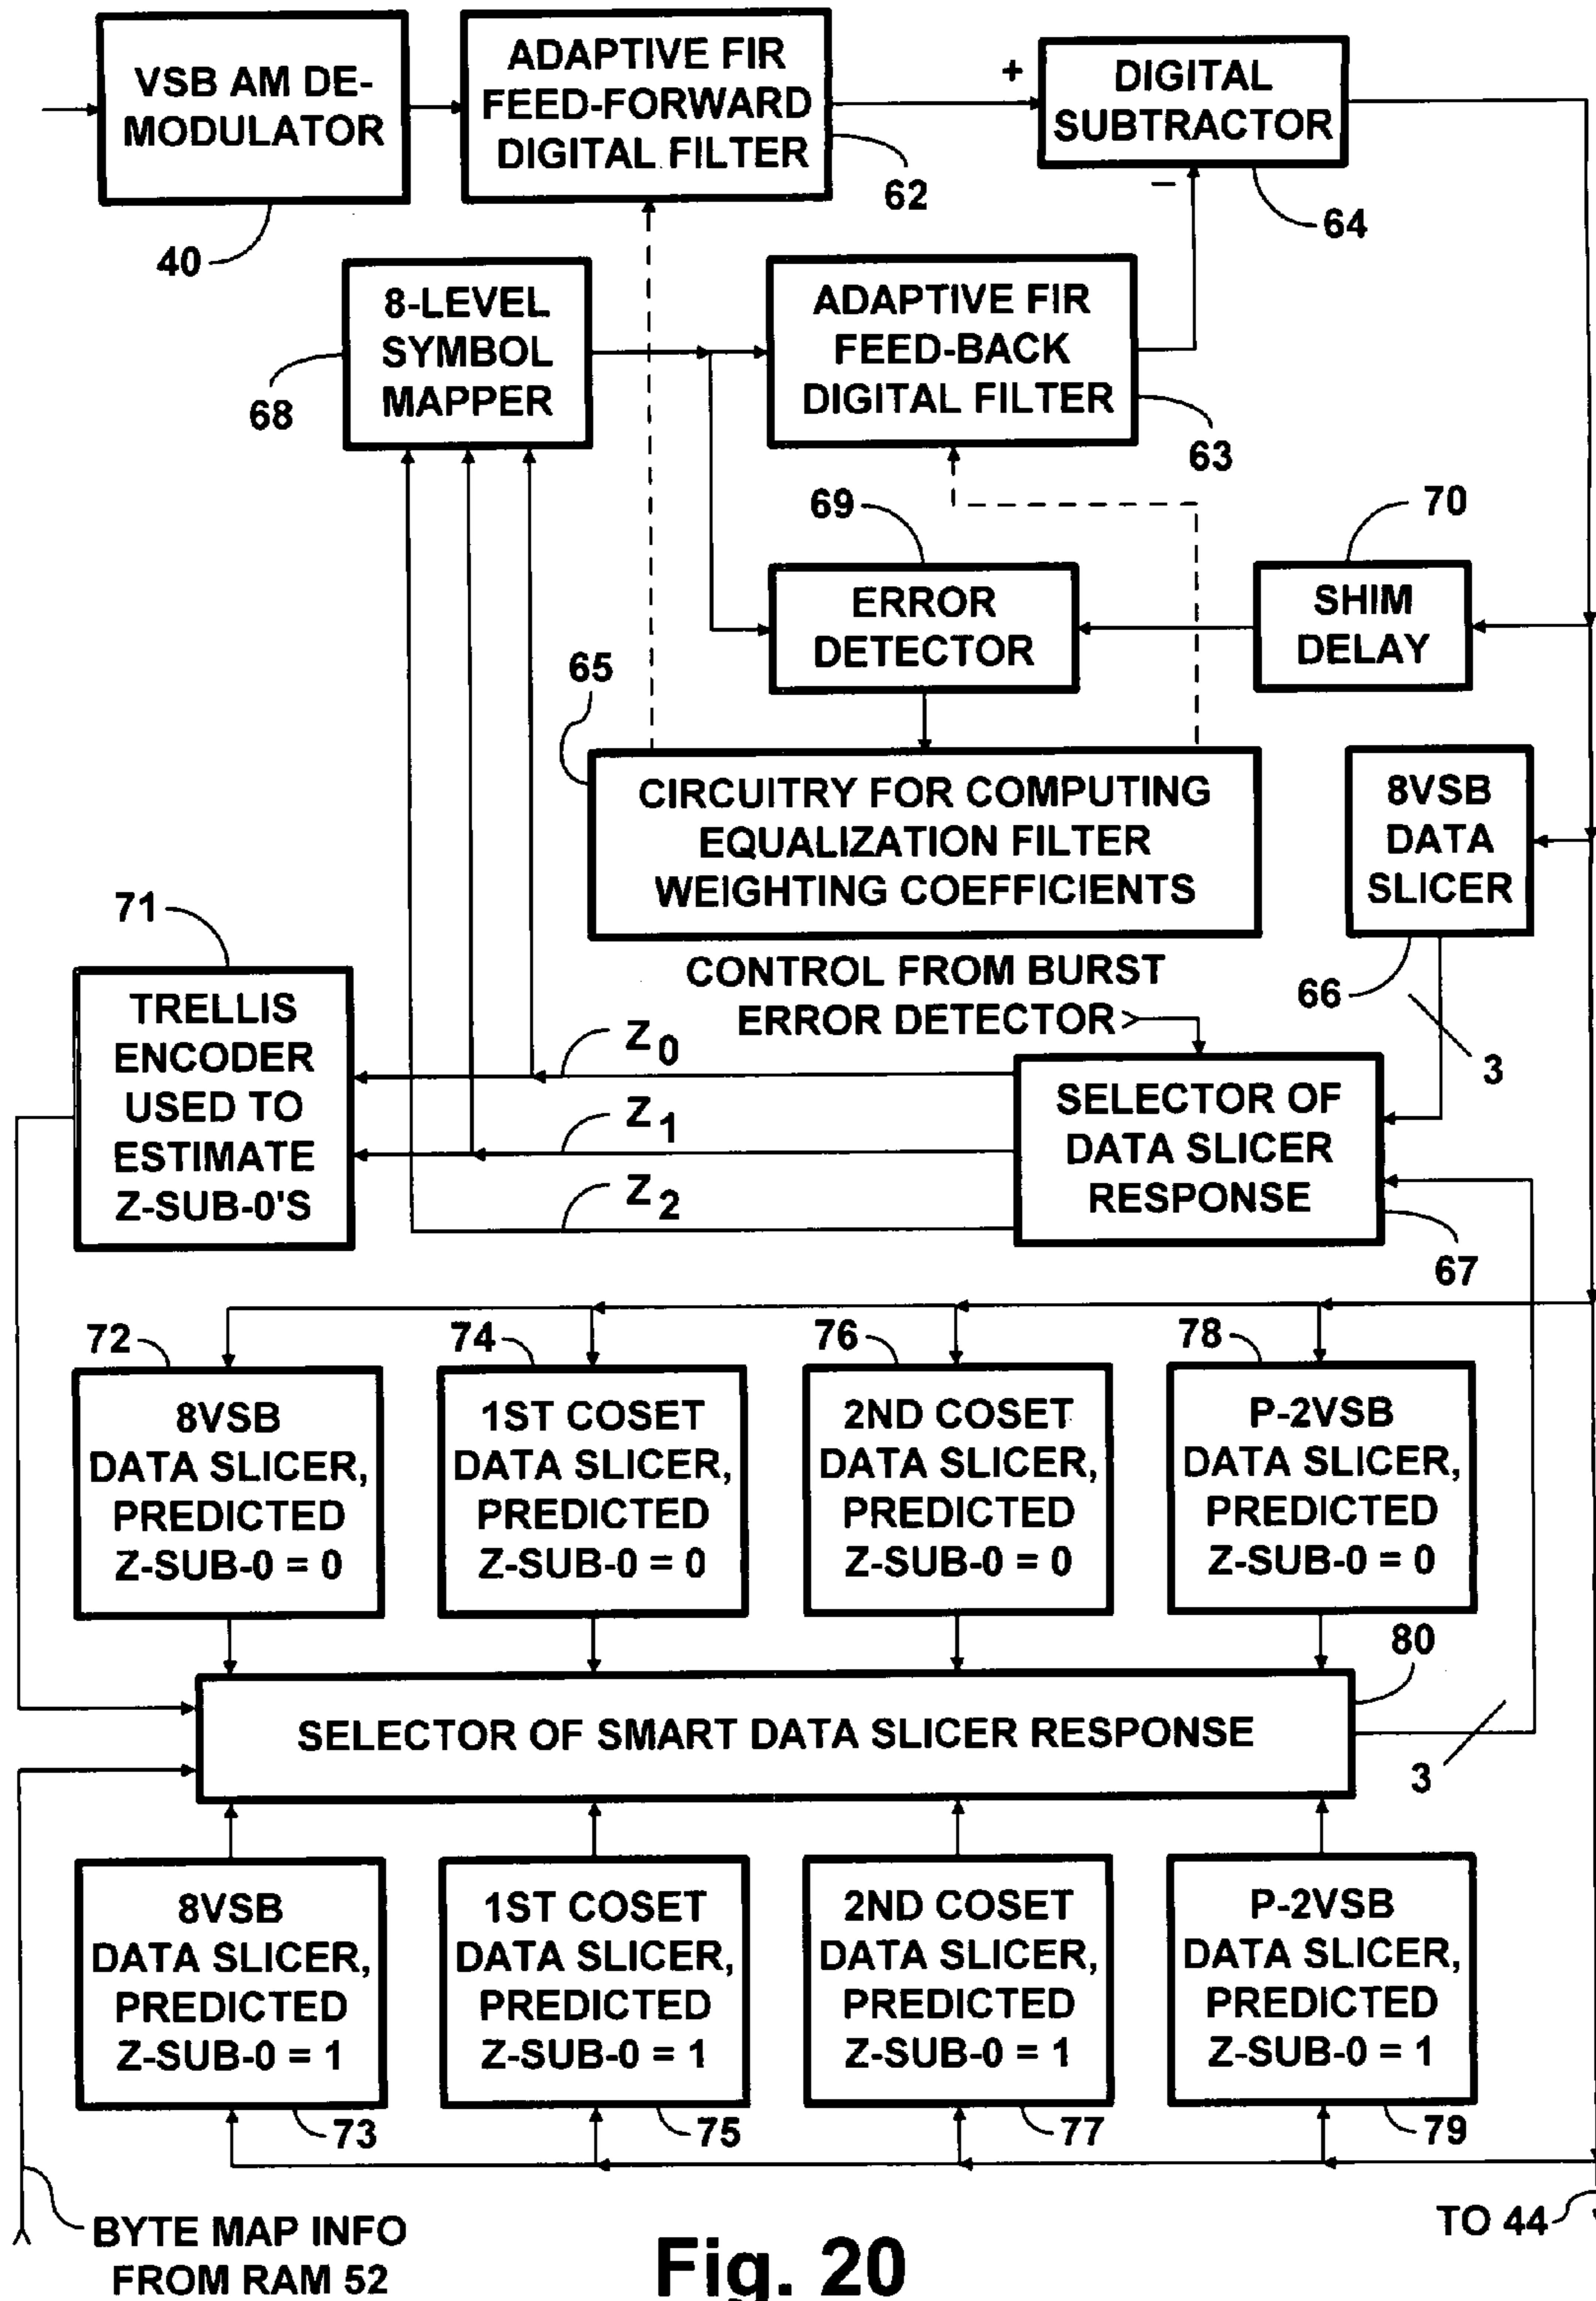 VSB AM DE-
MODULATOR
40
ADAPTIVE FIR
FEED-FORWARD
DIGITAL FILTER
62
+
−
DIGITAL
SUBTRACTOR
64
8-LEVEL
SYMBOL
MAPPER
68
ADAPTIVE FIR
FEED-BACK
DIGITAL FILTER
63
69
ERROR
DETECTOR
70
SHIM
DELAY
65
CIRCUITRY FOR COMPUTING
EQUALIZATION FILTER
WEIGHTING COEFFICIENTS
8VSB
DATA
SLICER
66
3
71
TRELLIS
ENCODER
USED TO
ESTIMATE
Z-SUB-0'S
CONTROL FROM BURST
ERROR DETECTOR
Z0
Z1
Z2
SELECTOR OF
DATA SLICER
RESPONSE
67
72
8VSB
DATA SLICER,
PREDICTED
Z-SUB-0 = 0
74
1ST COSET
DATA SLICER,
PREDICTED
Z-SUB-0 = 0
76
2ND COSET
DATA SLICER,
PREDICTED
Z-SUB-0 = 0
78
P-2VSB
DATA SLICER,
PREDICTED
Z-SUB-0 = 0
80
SELECTOR OF SMART DATA SLICER RESPONSE
3
8VSB
DATA SLICER,
PREDICTED
Z-SUB-0 = 1
73
1ST COSET
DATA SLICER,
PREDICTED
Z-SUB-0 = 1
75
2ND COSET
DATA SLICER,
PREDICTED
Z-SUB-0 = 1
77
P-2VSB
DATA SLICER,
PREDICTED
Z-SUB-0 = 1
79
BYTE MAP INFO
FROM RAM 52
TO 44
Fig. 20